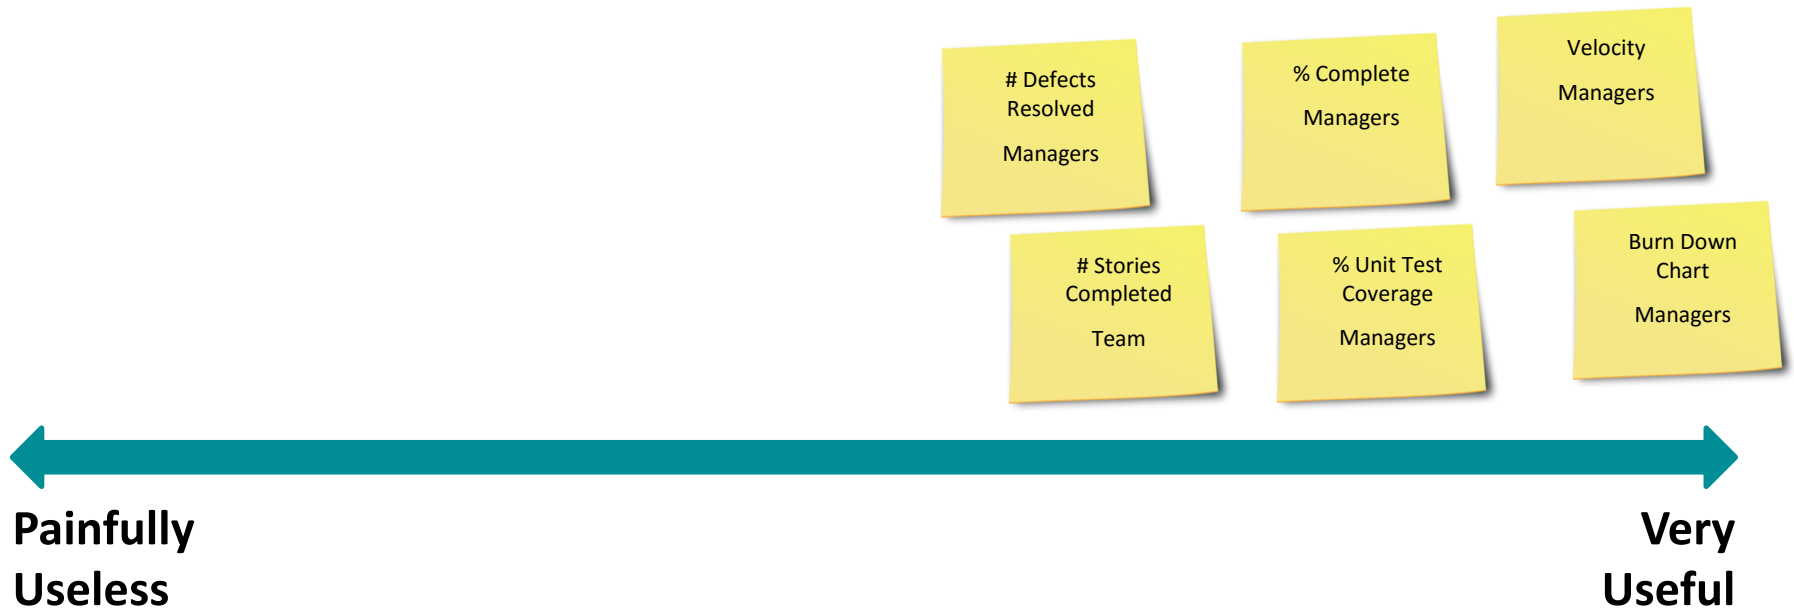 # Defects
Resolved
Managers
% Complete
Managers
Velocity
Managers
# Stories
Completed
Team
% Unit Test
Coverage
Managers
Burn Down
Chart
Managers
Painfully
Useless
Very
Useful